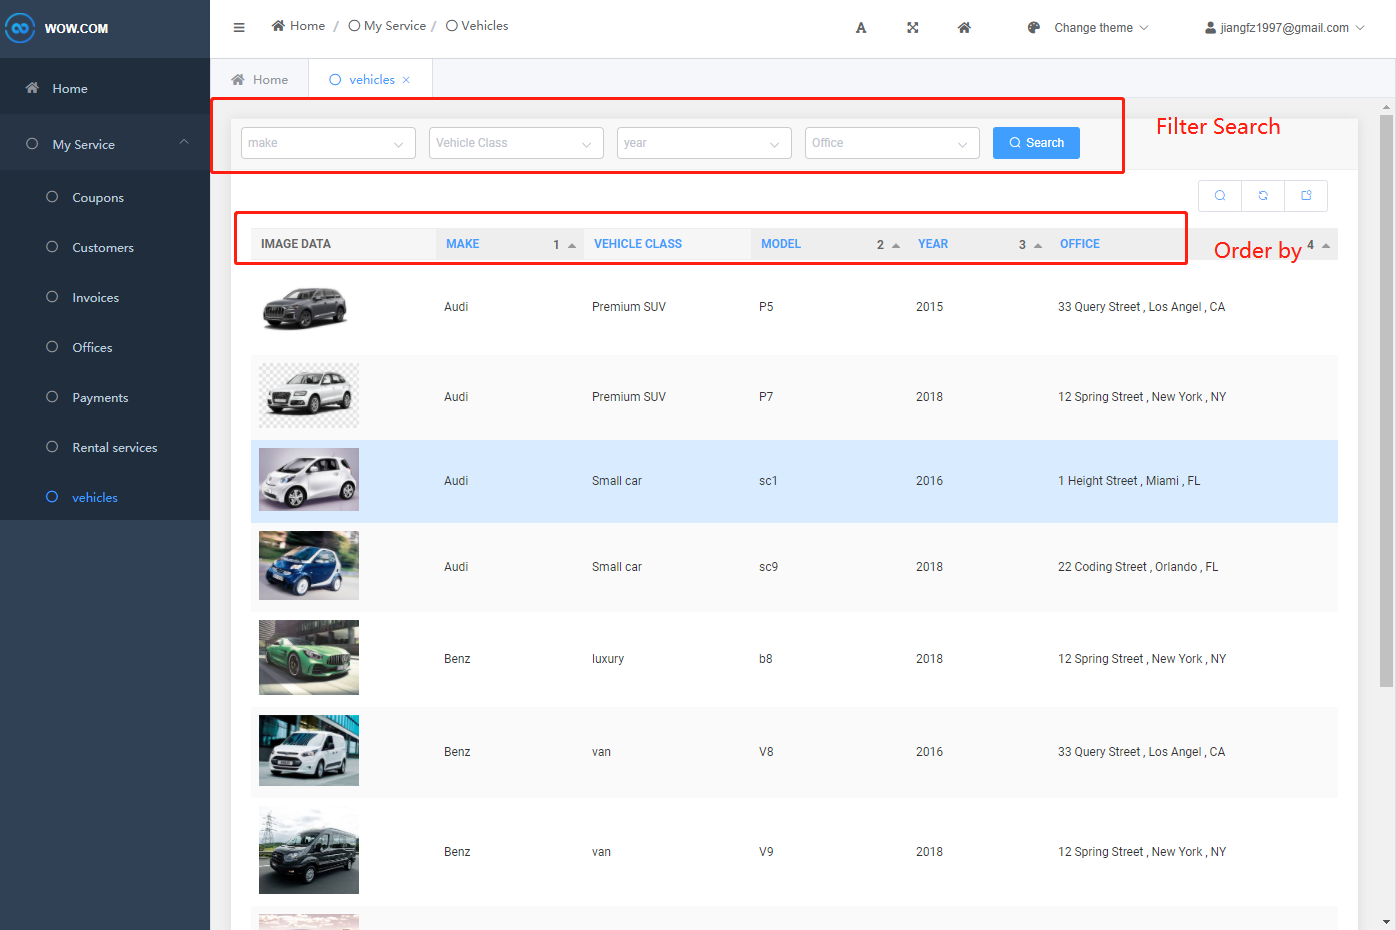 WOW.COM
Home / My Service / Vehicles
A
Change theme
jiangfz1997@gmail.com
Home
vehicles ×
Home
My Service
Coupons
Customers
Invoices
Offices
Payments
Rental services
vehicles
make
Vehicle Class
year
Office
Search
Filter Search
IMAGE DATA MAKE 1 VEHICLE CLASS MODEL 2 YEAR 3 OFFICE 4
Order by
Audi Premium SUV P5 2015 33 Query Street , Los Angel , CA
Audi Premium SUV P7 2018 12 Spring Street , New York , NY
Audi Small car sc1 2016 1 Height Street , Miami , FL
Audi Small car sc9 2018 22 Coding Street , Orlando , FL
Benz luxury b8 2018 12 Spring Street , New York , NY
Benz van V8 2016 33 Query Street , Los Angel , CA
Benz van V9 2018 12 Spring Street , New York , NY